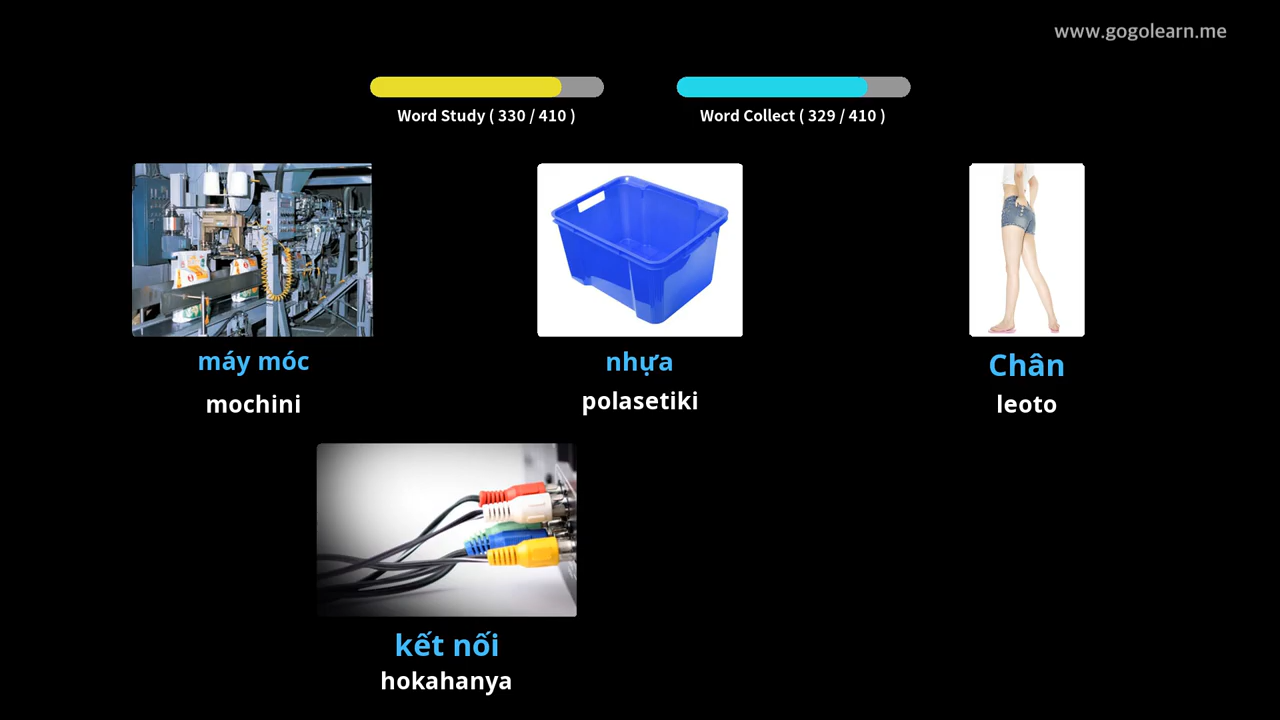 www.gogolearn.me
Word Study ( 330 / 410 )
Word Collect ( 329 / 410 )
máy móc
nhựa
Chân
mochini
polasetiki
leoto
kết nối
hokahanya